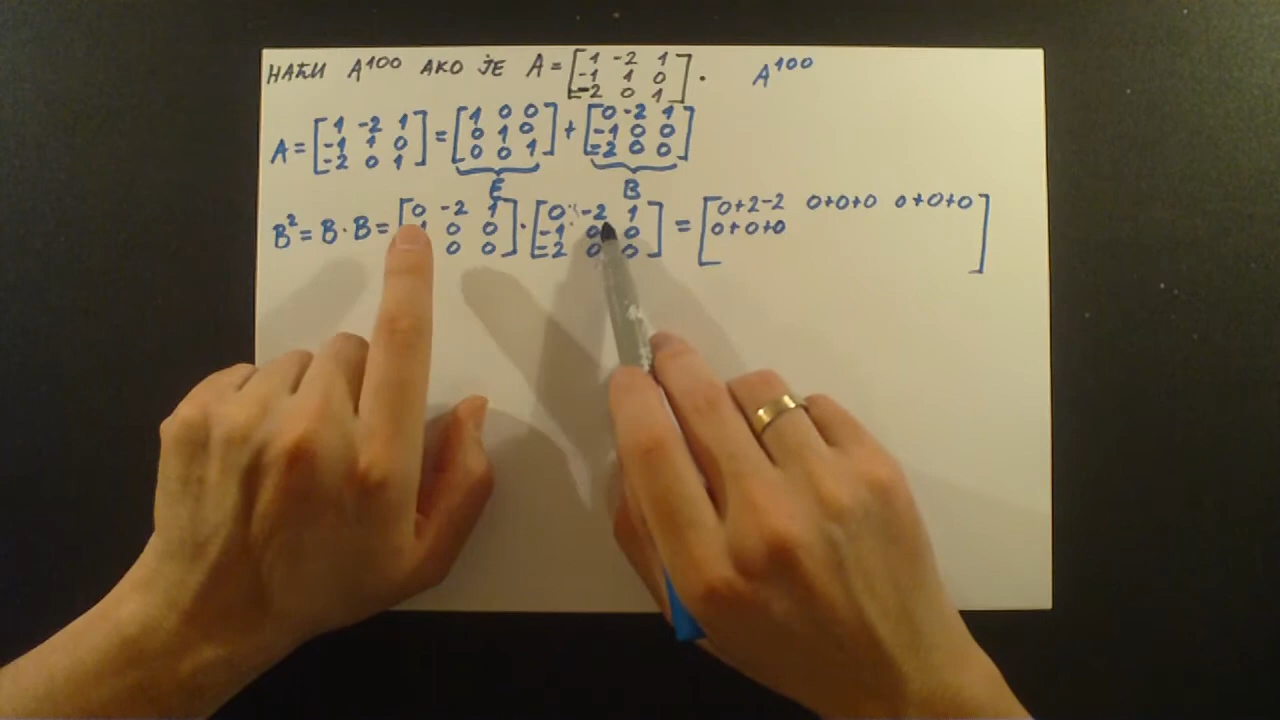 НАЋИ A¹⁰⁰ АКО ЈЕ A = [1 -2 1; -1 1 0; -2 0 1]. A¹⁰⁰
A = [1 -2 1; -1 1 0; -2 0 1] = [1 0 0; 0 1 0; 0 0 1] + [0 -2 1; -1 0 0; -2 0 0]
E B
B² = B · B = [0 -2 1; 0 0; 0 0] · [0 -2 1; -1 0 0; -2 0 0] = [0+2-2 0+0+0 0+0+0; 0+0+0]